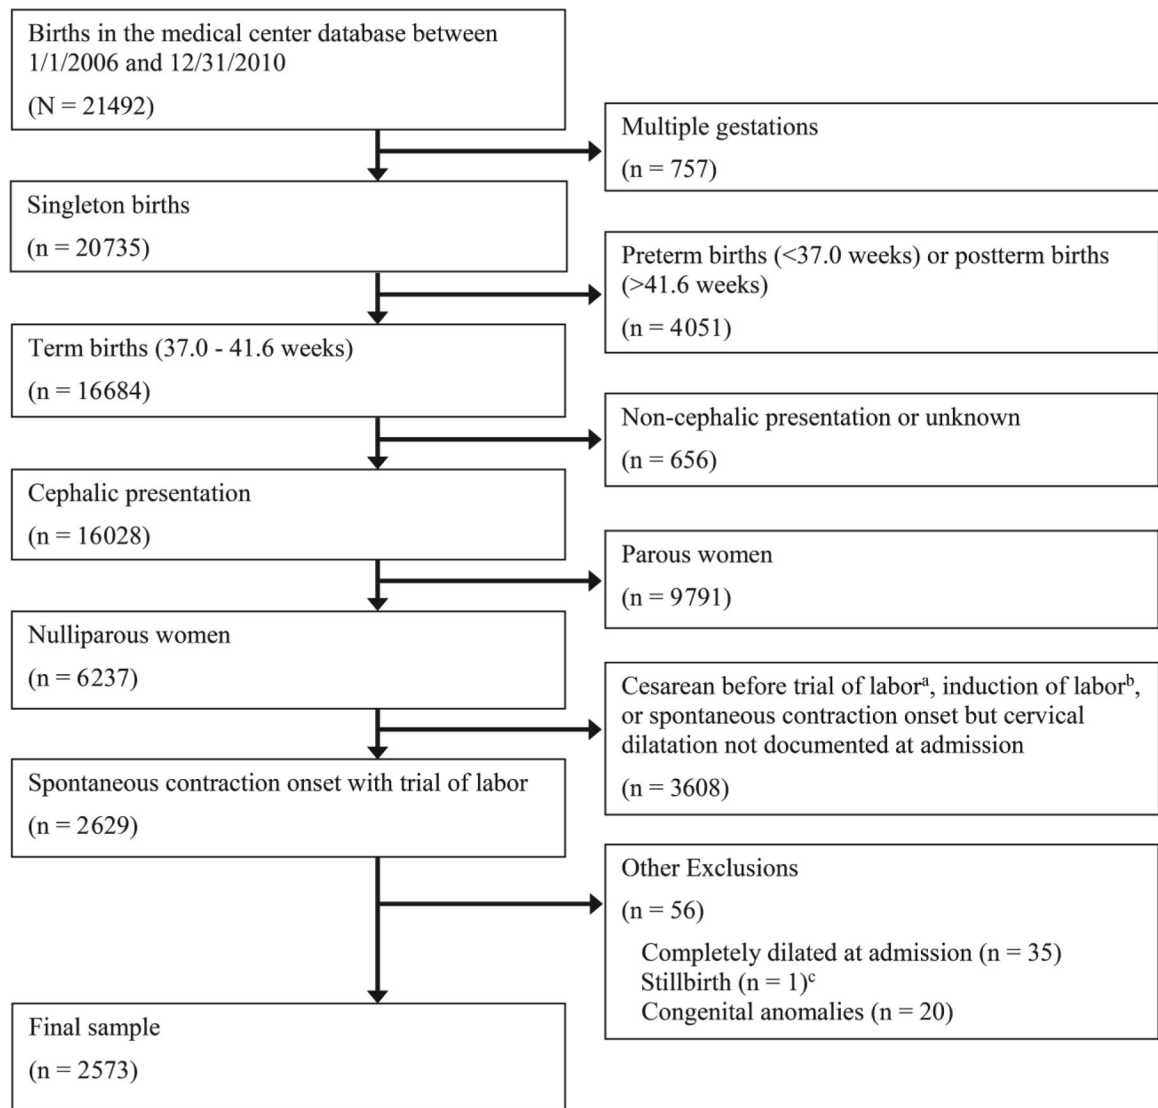 Births in the medical center database between
1/1/2006 and 12/31/2010
(N = 21492)
Multiple gestations
(n = 757)
Singleton births
(n = 20735)
Preterm births (<37.0 weeks) or postterm births
(>41.6 weeks)
(n = 4051)
Term births (37.0 - 41.6 weeks)
(n = 16684)
Non-cephalic presentation or unknown
(n = 656)
Cephalic presentation
(n = 16028)
Parous women
(n = 9791)
Nulliparous women
(n = 6237)
Cesarean before trial of laborᵃ, induction of laborᵇ,
or spontaneous contraction onset but cervical
dilatation not documented at admission
(n = 3608)
Spontaneous contraction onset with trial of labor
(n = 2629)
Other Exclusions
(n = 56)
Completely dilated at admission (n = 35)
Stillbirth (n = 1)ᶜ
Congenital anomalies (n = 20)
Final sample
(n = 2573)